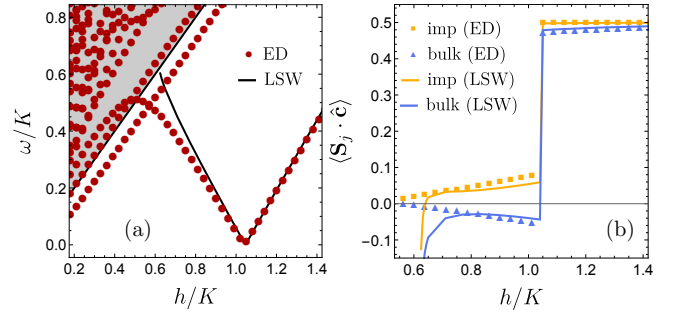 0.8
0.6
0.4
0.2
0.0
ω/K
ED
LSW
(a)
0.2 0.4 0.6 0.8 1.0 1.2 1.4
h/K
0.5
0.4
0.3
0.2
0.1
0.0
−0.1
⟨S_j · ĉ⟩
imp (ED)
bulk (ED)
imp (LSW)
bulk (LSW)
(b)
0.6 0.8 1.0 1.2 1.4
h/K